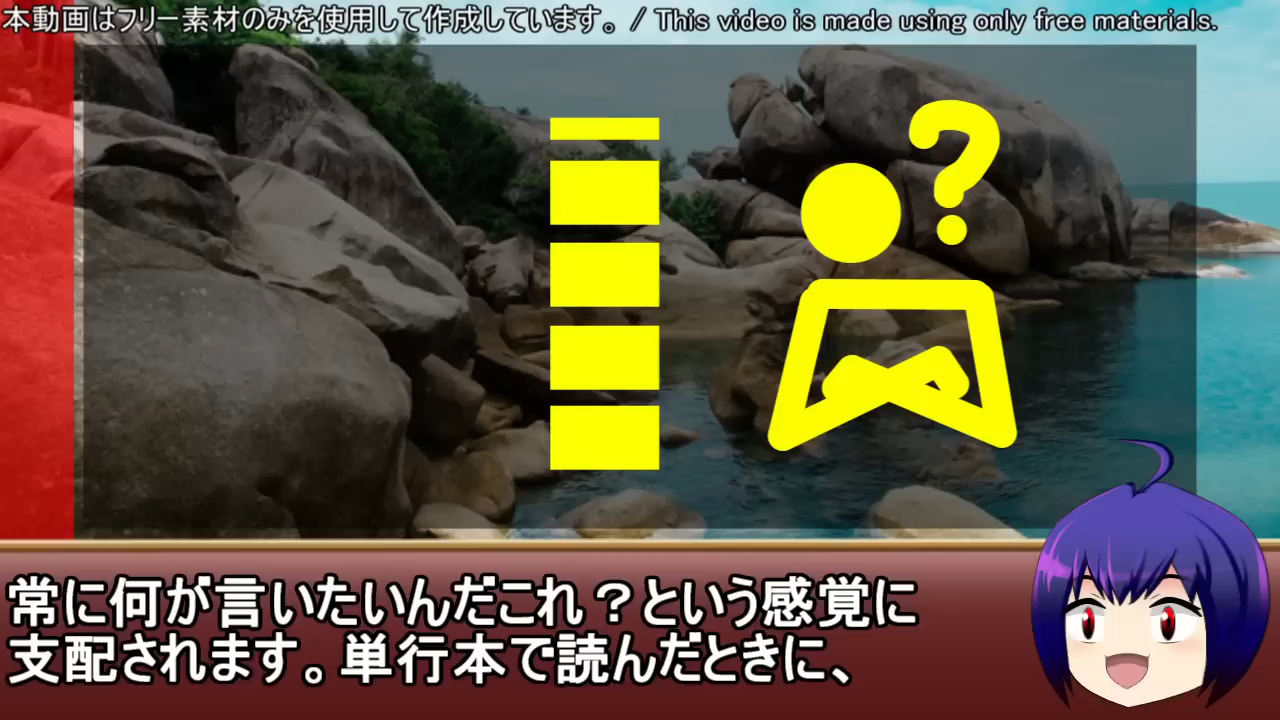 本動画はフリー素材のみを使用して作成しています。 / This video is made using only free materials.
常に何が言いたいんだこれ？という感覚に
支配されます。単行本で読んだときに、